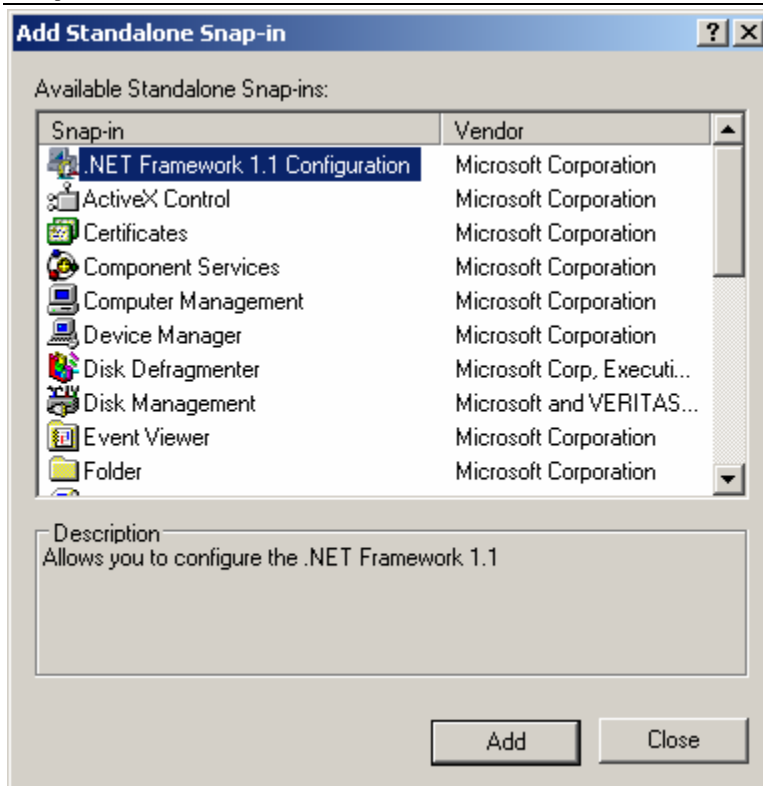 Add Standalone Snap-in
Available Standalone Snap-ins:
Snap-in Vendor
.NET Framework 1.1 Configuration Microsoft Corporation
ActiveX Control Microsoft Corporation
Certificates Microsoft Corporation
Component Services Microsoft Corporation
Computer Management Microsoft Corporation
Device Manager Microsoft Corporation
Disk Defragmenter Microsoft Corp, Executi...
Disk Management Microsoft and VERITAS...
Event Viewer Microsoft Corporation
Folder Microsoft Corporation
Description
Allows you to configure the .NET Framework 1.1
Add Close